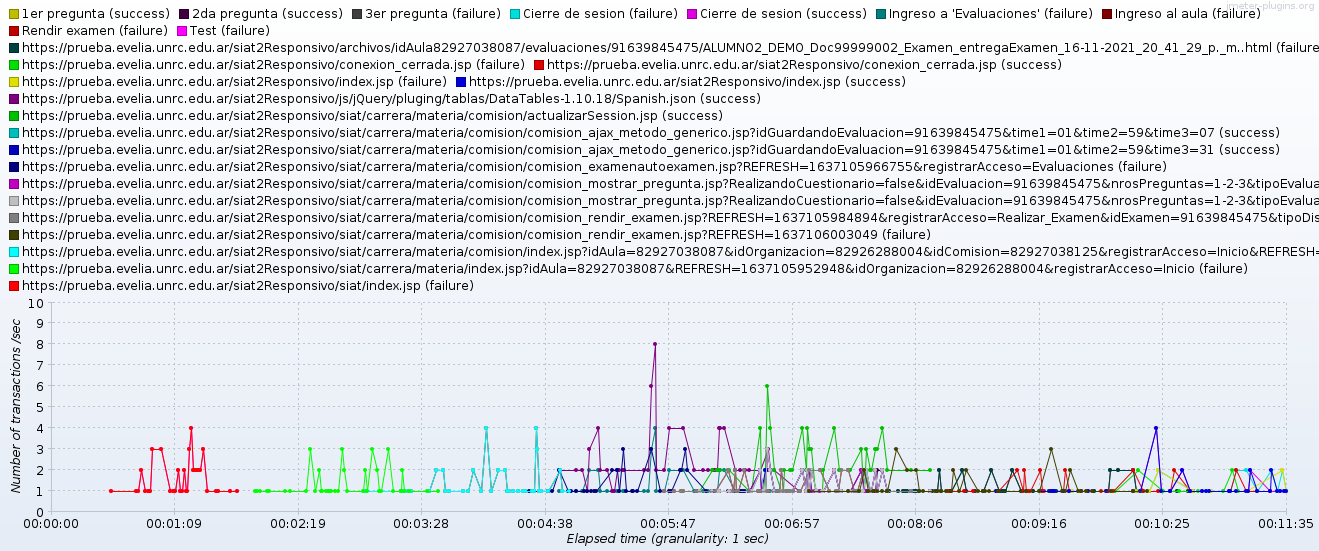 jmeter-plugins.org
1er pregunta (success) 2da pregunta (success) 3er pregunta (failure) Cierre de sesion (failure) Cierre de sesion (success) Ingreso a 'Evaluaciones' (failure) Ingreso al aula (failure)
Rendir examen (failure) Test (failure)
https://prueba.evelia.unrc.edu.ar/siat2Responsivo/archivos/idAula82927038087/evaluaciones/91639845475/ALUMNO2_DEMO_Doc99999002_Examen_entregaExamen_16-11-2021_20_41_29_p._m..html (failure
https://prueba.evelia.unrc.edu.ar/siat2Responsivo/conexion_cerrada.jsp (failure) https://prueba.evelia.unrc.edu.ar/siat2Responsivo/conexion_cerrada.jsp (success)
https://prueba.evelia.unrc.edu.ar/siat2Responsivo/index.jsp (failure) https://prueba.evelia.unrc.edu.ar/siat2Responsivo/index.jsp (success)
https://prueba.evelia.unrc.edu.ar/siat2Responsivo/js/jQuery/pluging/tablas/DataTables-1.10.18/Spanish.json (success)
https://prueba.evelia.unrc.edu.ar/siat2Responsivo/siat/carrera/materia/comision/actualizarSession.jsp (success)
https://prueba.evelia.unrc.edu.ar/siat2Responsivo/siat/carrera/materia/comision/comision_ajax_metodo_generico.jsp?idGuardandoEvaluacion=91639845475&time1=01&time2=59&time3=07 (success)
https://prueba.evelia.unrc.edu.ar/siat2Responsivo/siat/carrera/materia/comision/comision_ajax_metodo_generico.jsp?idGuardandoEvaluacion=91639845475&time1=01&time2=59&time3=31 (success)
https://prueba.evelia.unrc.edu.ar/siat2Responsivo/siat/carrera/materia/comision/comision_examenautoexamen.jsp?REFRESH=1637105966755&registrarAcceso=Evaluaciones (failure)
https://prueba.evelia.unrc.edu.ar/siat2Responsivo/siat/carrera/materia/comision/comision_mostrar_pregunta.jsp?RealizandoCuestionario=false&idEvaluacion=91639845475&nrosPreguntas=1-2-3&tipoEvalua
https://prueba.evelia.unrc.edu.ar/siat2Responsivo/siat/carrera/materia/comision/comision_mostrar_pregunta.jsp?RealizandoCuestionario=false&idEvaluacion=91639845475&nrosPreguntas=1-2-3&tipoEvalua
https://prueba.evelia.unrc.edu.ar/siat2Responsivo/siat/carrera/materia/comision/comision_rendir_examen.jsp?REFRESH=1637105984894&registrarAcceso=Realizar_Examen&idExamen=91639845475&tipoDis
https://prueba.evelia.unrc.edu.ar/siat2Responsivo/siat/carrera/materia/comision/comision_rendir_examen.jsp?REFRESH=1637106003049 (failure)
https://prueba.evelia.unrc.edu.ar/siat2Responsivo/siat/carrera/materia/comision/index.jsp?idAula=82927038087&idOrganizacion=82926288004&idComision=82927038125&registrarAcceso=Inicio&REFRESH=
https://prueba.evelia.unrc.edu.ar/siat2Responsivo/siat/carrera/materia/index.jsp?idAula=82927038087&REFRESH=1637105952948&idOrganizacion=82926288004&registrarAcceso=Inicio (failure)
https://prueba.evelia.unrc.edu.ar/siat2Responsivo/siat/index.jsp (failure)
Number of transactions /sec
10
9
8
7
6
5
4
3
2
1
0
00:00:00 00:01:09 00:02:19 00:03:28 00:04:38 00:05:47 00:06:57 00:08:06 00:09:16 00:10:25 00:11:35
Elapsed time (granularity: 1 sec)